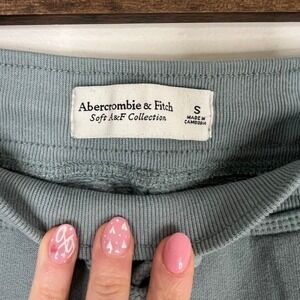 Abercrombie & Fitch
Soft A&F Collection
S
MADE IN
CAMBODIA